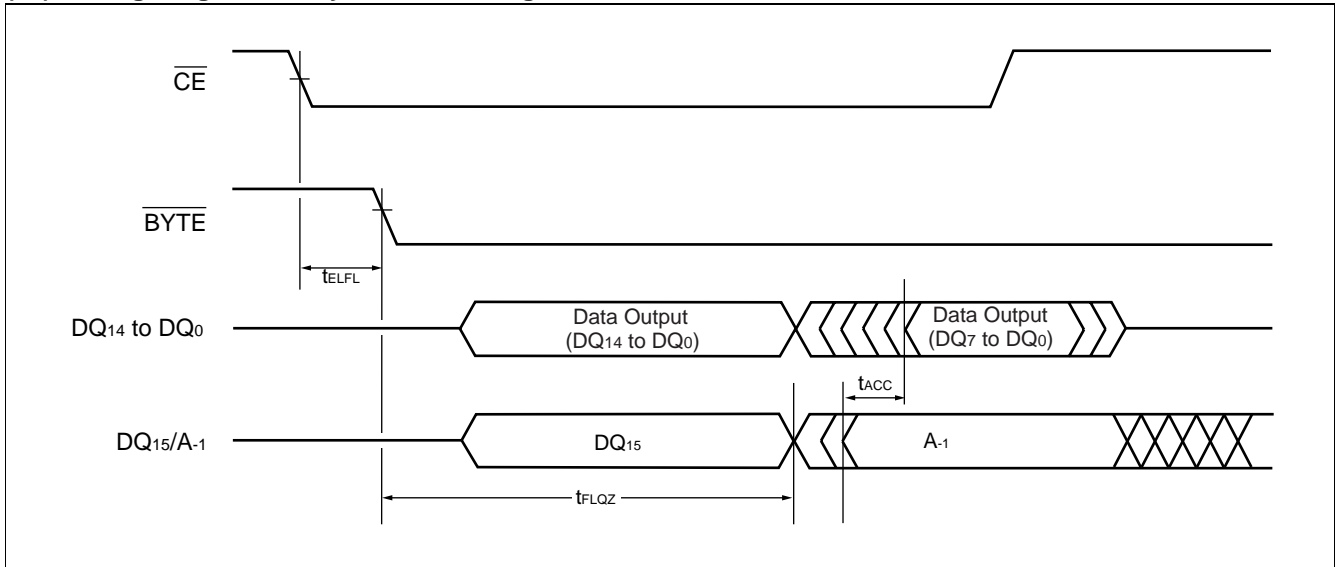 CE
BYTE
tELFL
DQ14 to DQ0
Data Output
(DQ14 to DQ0)
Data Output
(DQ7 to DQ0)
tACC
DQ15/A-1
DQ15
A-1
tFLQZ